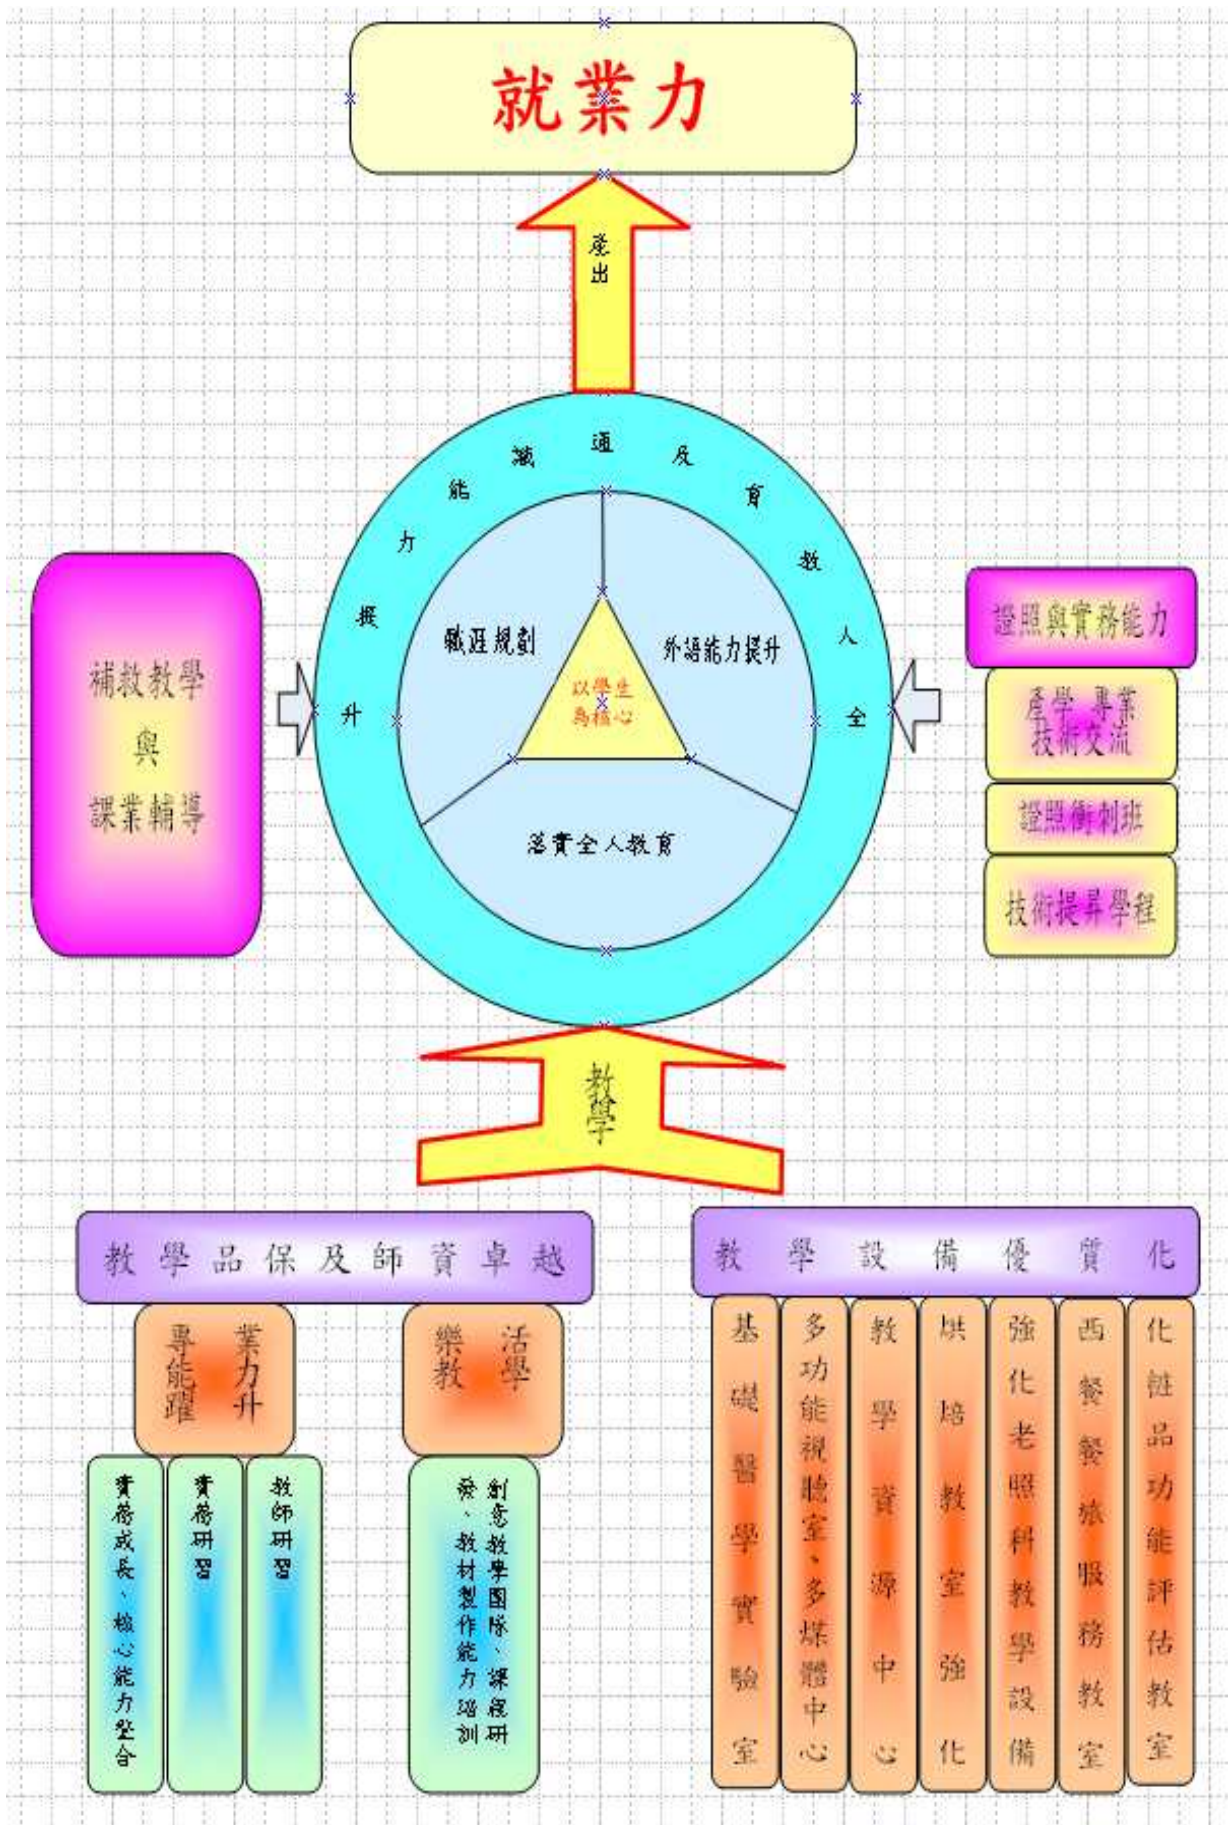 就業力
產出
全人教育及通識能力提升
職涯規劃
外語能力提升
以學生
為核心
落實全人教育
補救教學
與
課業輔導
證照與實務能力
產學 專業
技術交流
證照衝刺班
技術提昇學程
教學
教學品保及師資卓越
專業
能力
躍升
樂活
教學
實務成長、核心能力整合
實務研習
教師研習
創意教學團隊、課程研
發、教材製作能力培訓
教學設備優質化
基礎醫學實驗室
多功能視聽室、多媒體中心
教學資源中心
烘培教室強化
強化老照科教學設備
西餐餐旅服務教室
化粧品功能評估教室